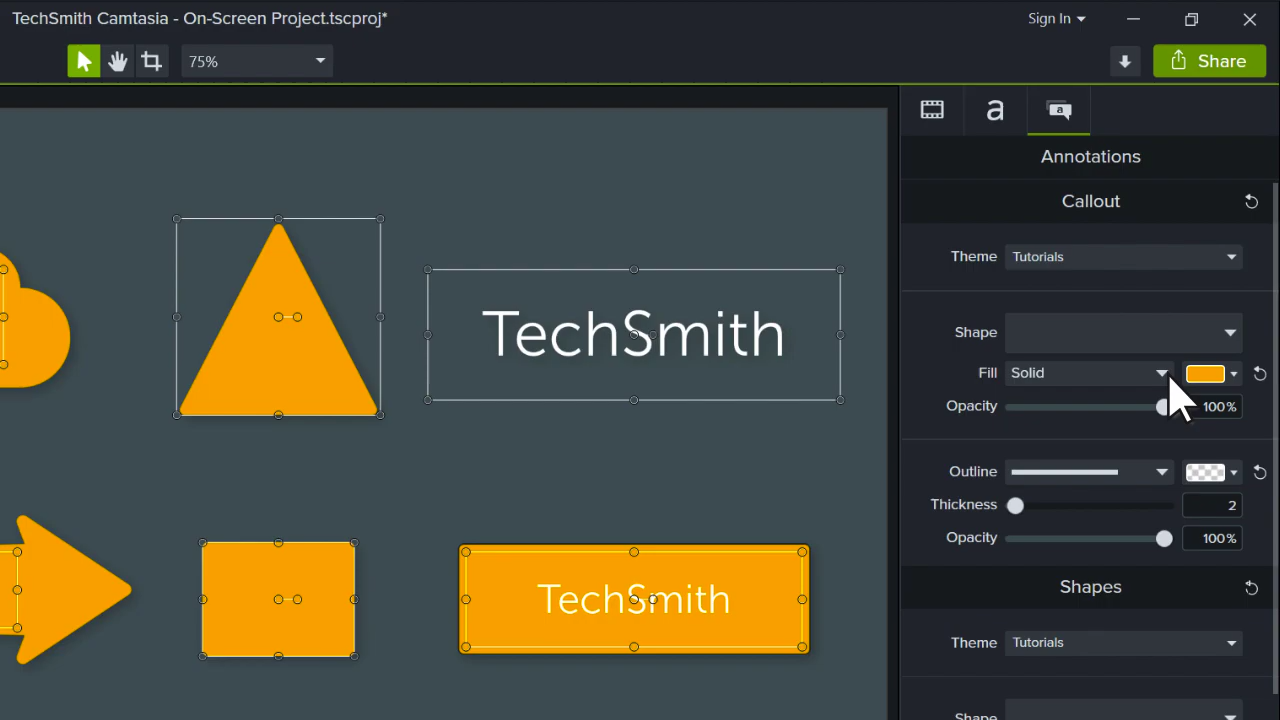 TechSmith Camtasia - On-Screen Project.tscproj*
Sign In
75%
Share
a
a
Annotations
Callout
Theme Tutorials
Shape
Fill Solid
Opacity 100%
Outline
Thickness 2
Opacity 100%
Shapes
Theme Tutorials
Shape
TechSmith
TechSmith